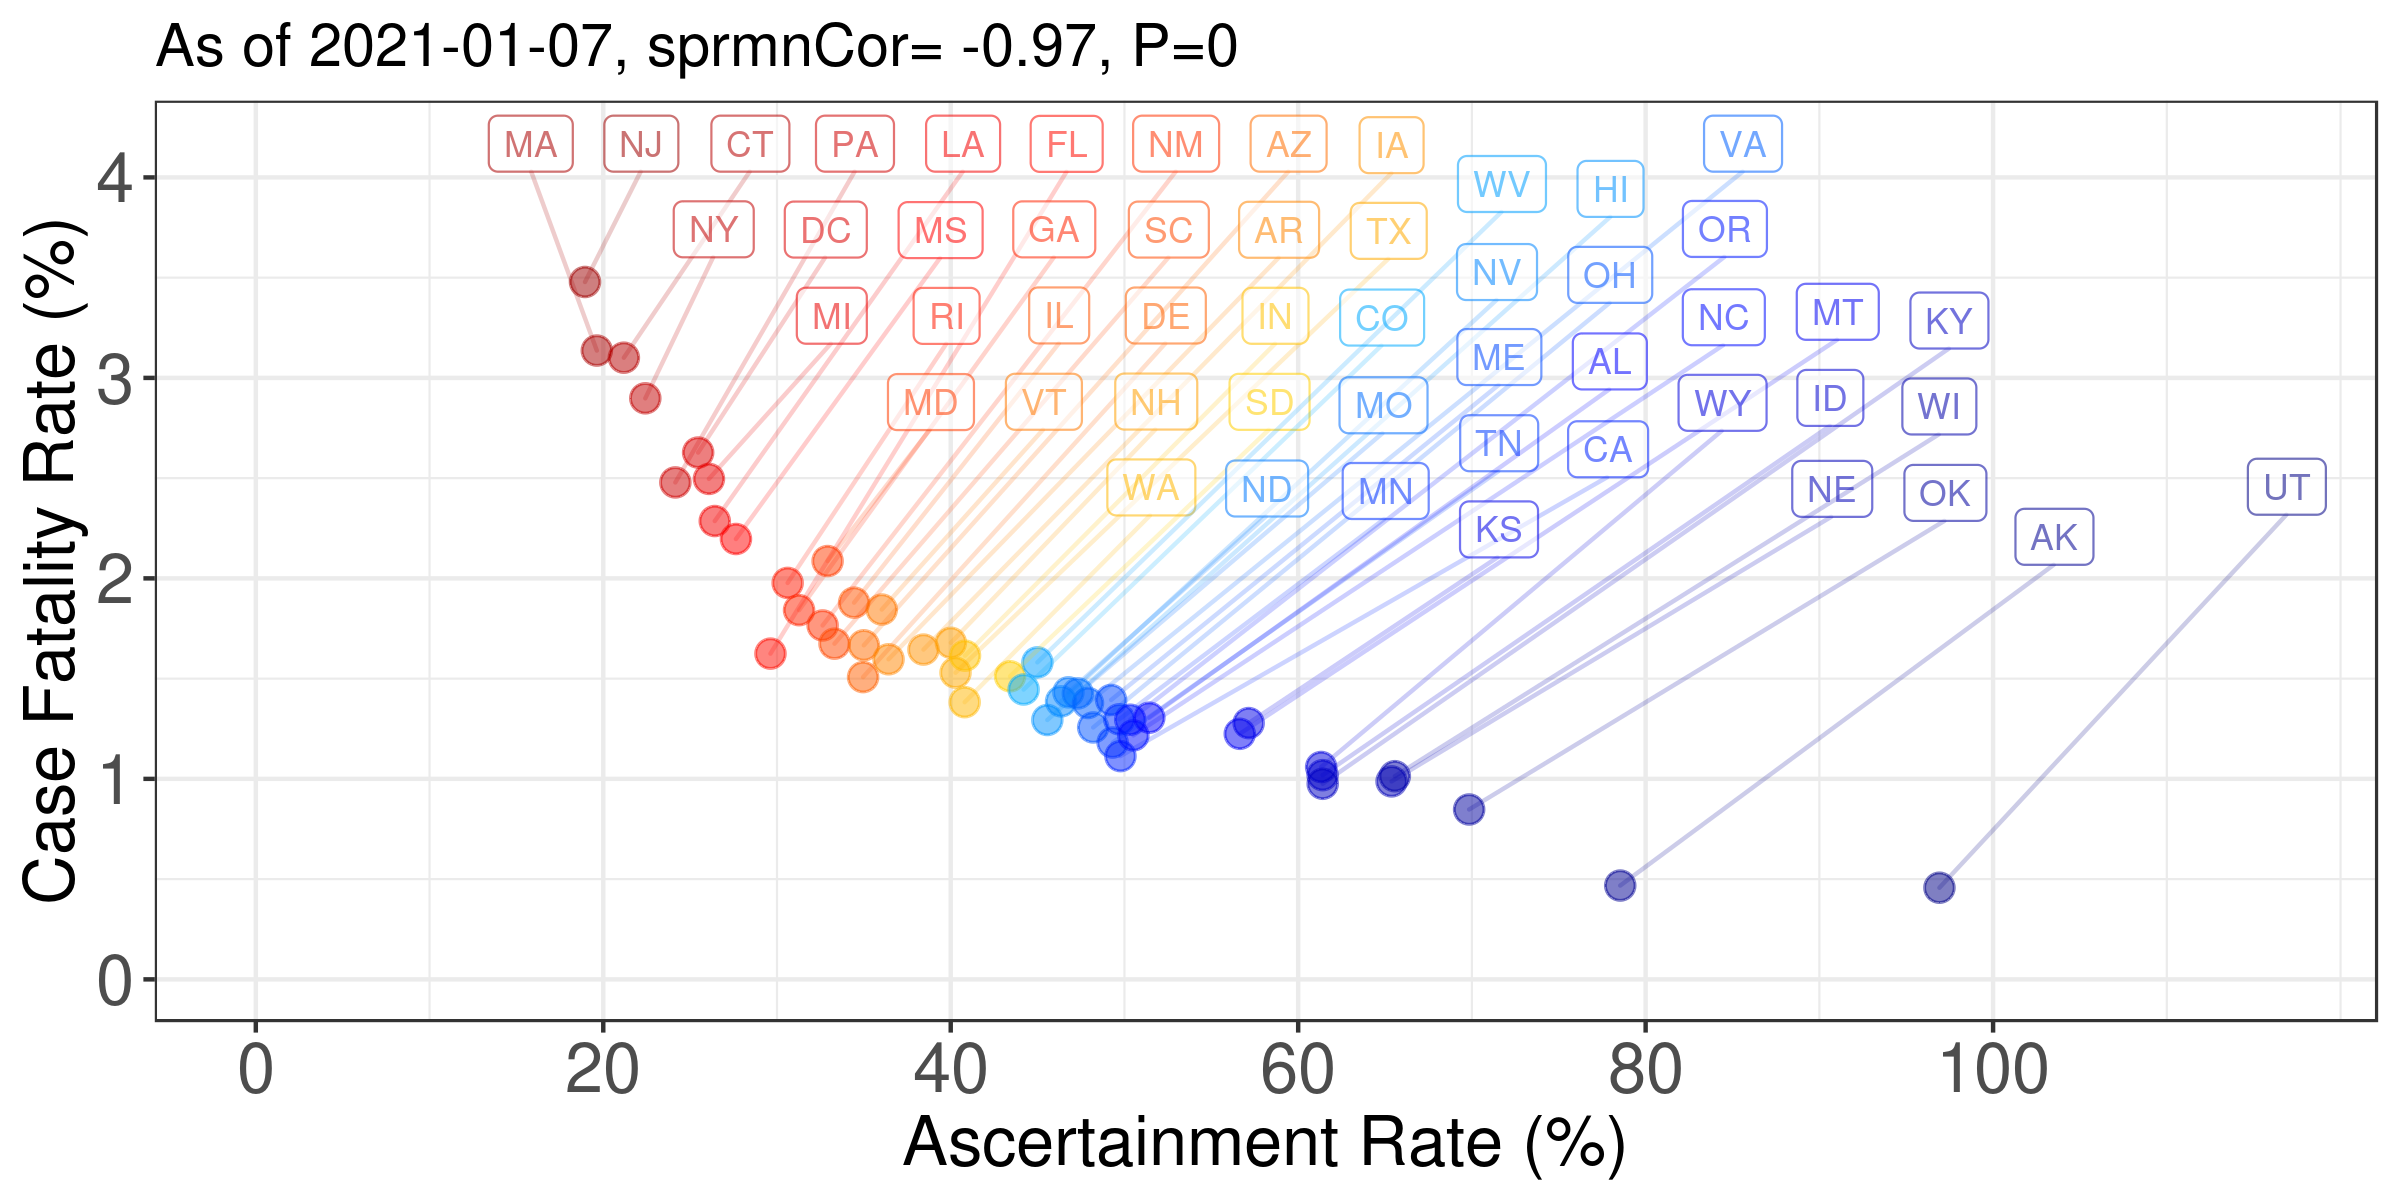 As of 2021-01-07, sprmnCor= -0.97, P=0
Case Fatality Rate (%)
4
3
2
1
0
MA NJ CT PA LA FL NM AZ IA VA
WV HI
NY DC MS GA SC AR TX OR
NV OH
MI RI IL DE IN CO NC MT KY
ME AL
MD VT NH SD MO WY ID WI
TN CA
WA ND MN NE OK UT
KS AK
0 20 40 60 80 100
Ascertainment Rate (%)